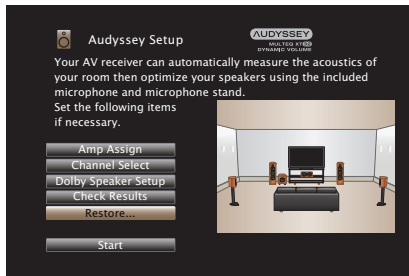 Audyssey Setup
AUDYSSEY
MULTEQ XT32
DYNAMIC VOLUME
Your AV receiver can automatically measure the acoustics of
your room then optimize your speakers using the included
microphone and microphone stand.
Set the following items
if necessary.
Amp Assign
Channel Select
Dolby Speaker Setup
Check Results
Restore...
Start